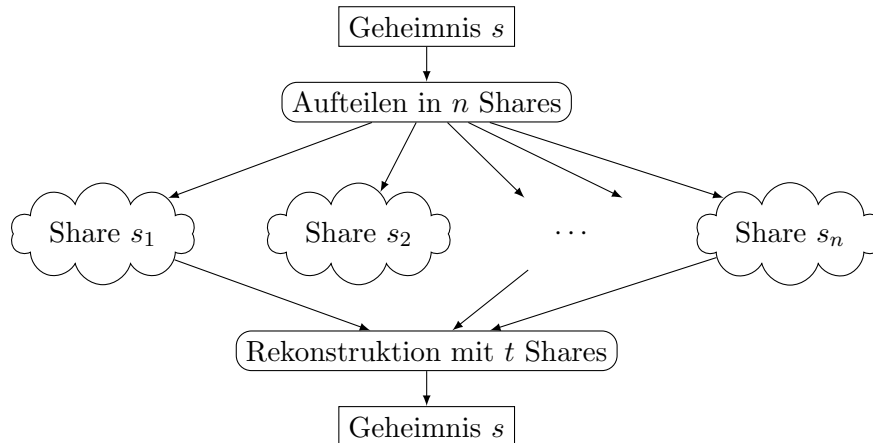 Geheimnis s
Aufteilen in n Shares
Share s₁
Share s₂
...
Share sₙ
Rekonstruktion mit t Shares
Geheimnis s